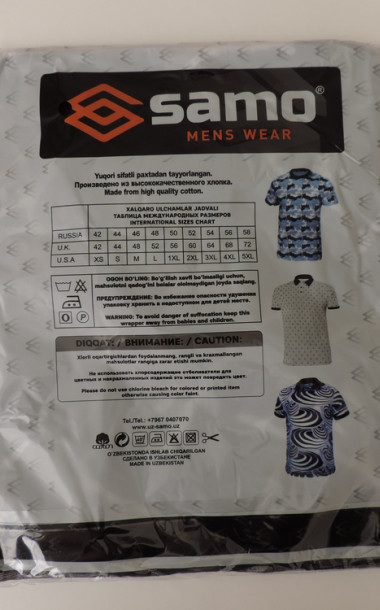 samo®
MENS WEAR
Yuqori sifatli paxtadan tayyorlangan.
Произведено из высококачественного хлопка.
Made from high quality cotton.
XALQARO ULCHAMLAR JADVALI
ТАБЛИЦА МЕЖДУНАРОДНЫХ РАЗМЕРОВ
INTERNATIONAL SIZES CHART
RUSSIA 42 44 46 48 50 52 54 56 58
U.K 42 44 48 52 56 60 64 68 72
U.S.A XS S M L 1XL 2XL 3XL 4XL 5XL
OGOH BO'LING: Bo'g'ilish xavfi bo'lmasligi uchun,
mahsulotni qadog'ini bolalar ololmaydigan joyda saqlang.
ПРЕДУПРЕЖДЕНИЕ: Во избежание опасности удушения
упаковку хранить в недоступном для детей месте.
WARNING: To avoid danger of suffocation keep this
wrapper away from babies and children.
P
DIQQAT! / ВНИМАНИЕ: / CAUTION:
Xlorli oqartirgichlardan foydalanmang, rangli va kranmallangan
mahsulotlar rangiga zarar etishi mumkin.
Не использовать хлорсодержащие отбеливатели для
цветных и накрахмаленных изделий это может повредить цвет.
Please do not use chlorine bleach for colored or printed item
otherwise causing color faint.
Tel./Tel.: +7967 0407970
www.uz-samo.uz
O'ZBEKISTONDA ISHLAB CHIQARILGAN
СДЕЛАНО В УЗБЕКИСТАНЕ
MADE IN UZBEKISTAN